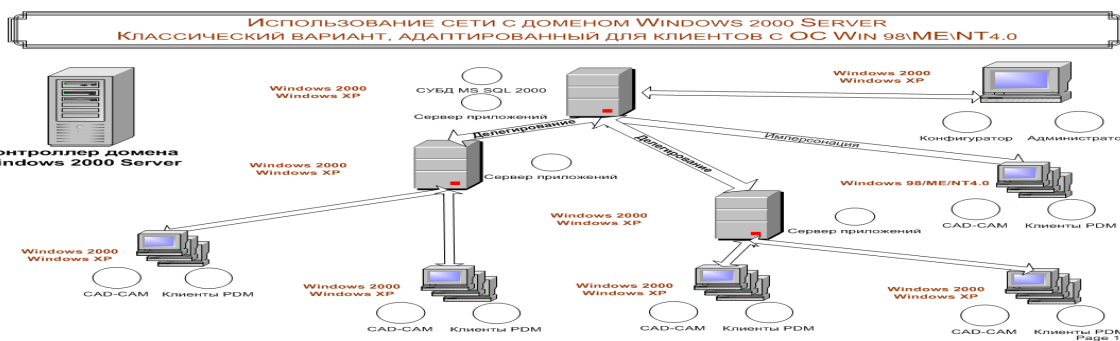 Использование сети с доменом Windows 2000 Server
Классический вариант, адаптированный для клиентов с ОС Win 98\ME\NT4.0
Windows 2000
Windows XP
СУБД MS SQL 2000
Сервер приложений
Windows 2000
Windows XP
Конфигуратор
Администрато
онтроллер домена
indows 2000 Server
Делегирование
Делегирование
Имперсонация
Windows 2000
Windows XP
Сервер приложений
Windows 98/ME/NT4.0
CAD-CAM
Клиенты PDM
Windows 2000
Windows XP
Сервер приложений
Windows 2000
Windows XP
CAD-CAM
Клиенты PDM
Windows 2000
Windows XP
CAD-CAM
Клиенты PDM
Windows 2000
Windows XP
CAD-CAM
Клиенты PDM
Windows 2000
Windows XP
CAD-CAM
Клиенты PDM
Page 1